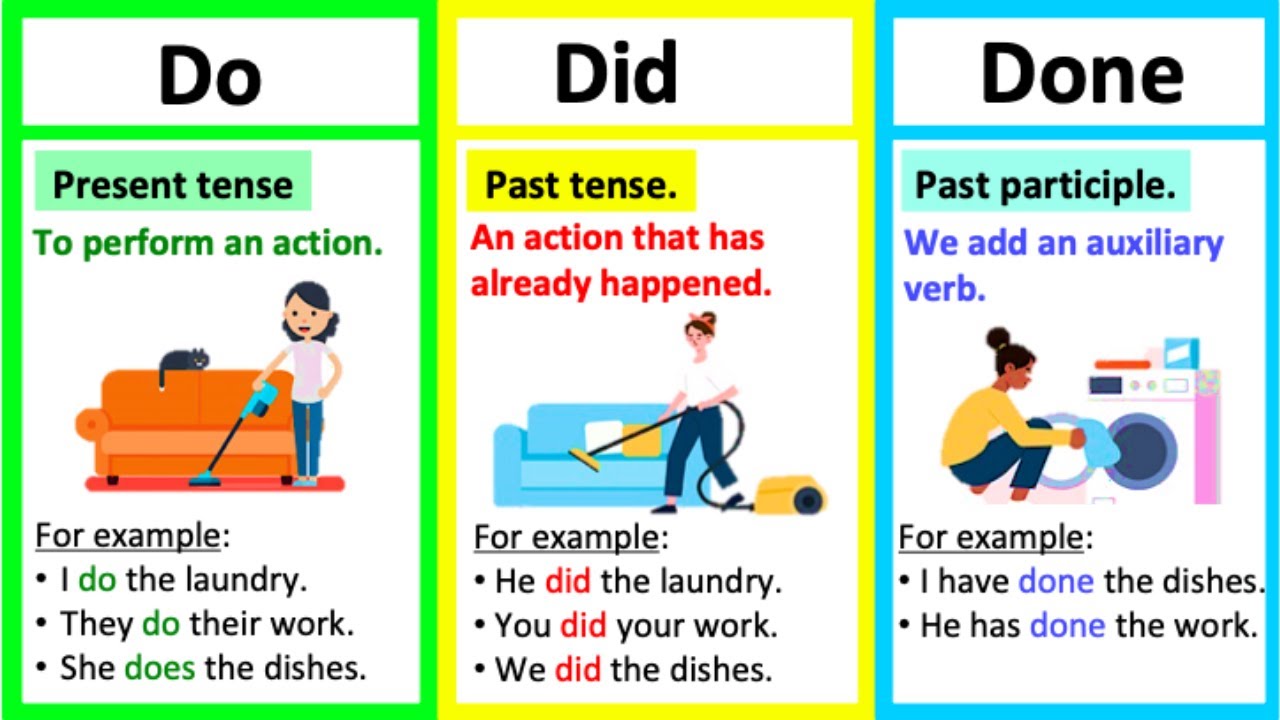 Do
Present tense
To perform an action.
For example:
• I do the laundry.
• They do their work.
• She does the dishes.
Did
Past tense.
An action that has
already happened.
For example:
• He did the laundry.
• You did your work.
• We did the dishes.
Done
Past participle.
We add an auxiliary
verb.
For example:
• I have done the dishes.
• He has done the work.